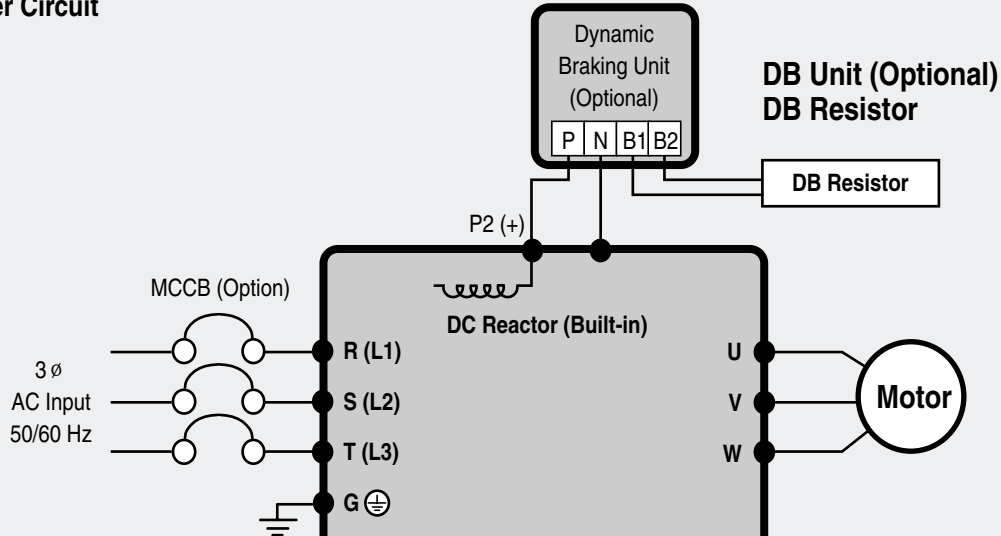 Circuit
Dynamic
Braking Unit
(Optional)
P N B1 B2
DB Unit (Optional)
DB Resistor
DB Resistor
P2 (+)
MCCB (Option)
DC Reactor (Built-in)
3 ø
AC Input
50/60 Hz
R (L1)
S (L2)
T (L3)
G
U
V
W
Motor